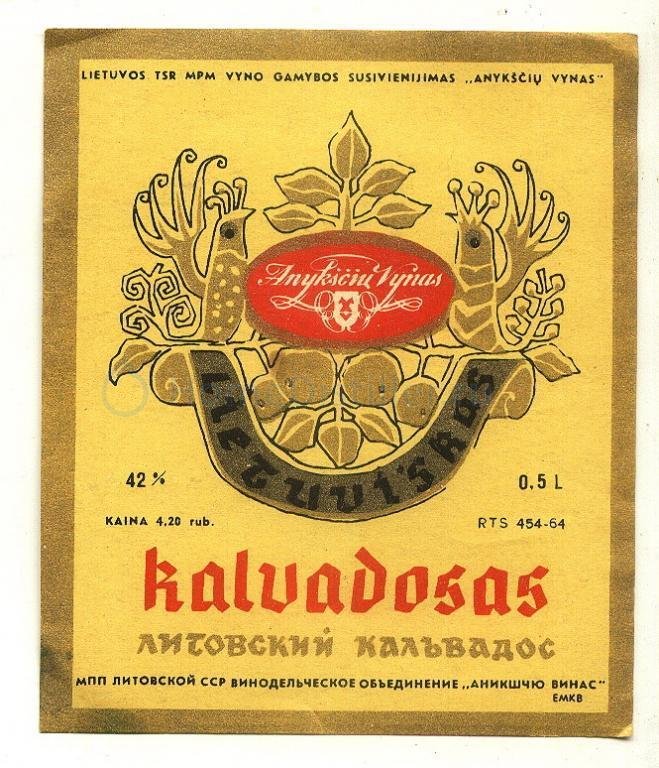 LIETUVOS TSR MPM VYNO GAMYBOS SUSIVIENIJIMAS „ANYKŠČIŲ VYNAS"
Anykščių Vynas
Lietuviškas
42 %
0,5 L
KAINA 4,20 rub.
RTS 454-64
kalvadosas
ЛИТОВСКИЙ КАЛЬВАДОС
МПП ЛИТОВСКОЙ ССР ВИНОДЕЛЬЧЕСКОЕ ОБЪЕДИНЕНИЕ „АНИКШЧЮ ВИНАС"
ЕМКВ